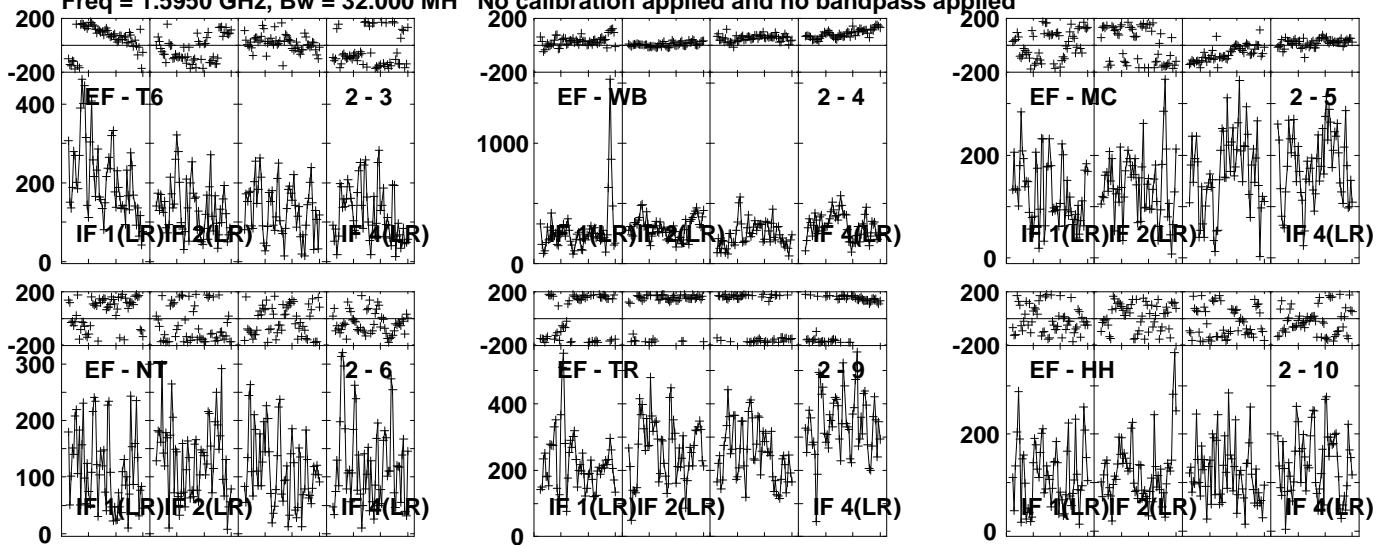 Freq = 1.5950 GHz, Bw = 32.000 MH   No calibration applied and no bandpass applied
200
-200
400
200
0
EF - T6
2 - 3
IF 1(LR)
IF 2(LR)
IF 4(LR)
200
-200
1000
0
EF - WB
2 - 4
IF 1(LR)
IF 2(LR)
IF 4(LR)
200
-200
200
0
EF - MC
2 - 5
IF 1(LR)
IF 2(LR)
IF 4(LR)
200
-200
300
200
100
0
EF - NT
2 - 6
IF 1(LR)
IF 2(LR)
IF 4(LR)
200
-200
400
200
0
EF - TR
2 - 9
IF 1(LR)
IF 2(LR)
IF 4(LR)
200
-200
200
0
EF - HH
2 - 10
IF 1(LR)
IF 2(LR)
IF 4(LR)